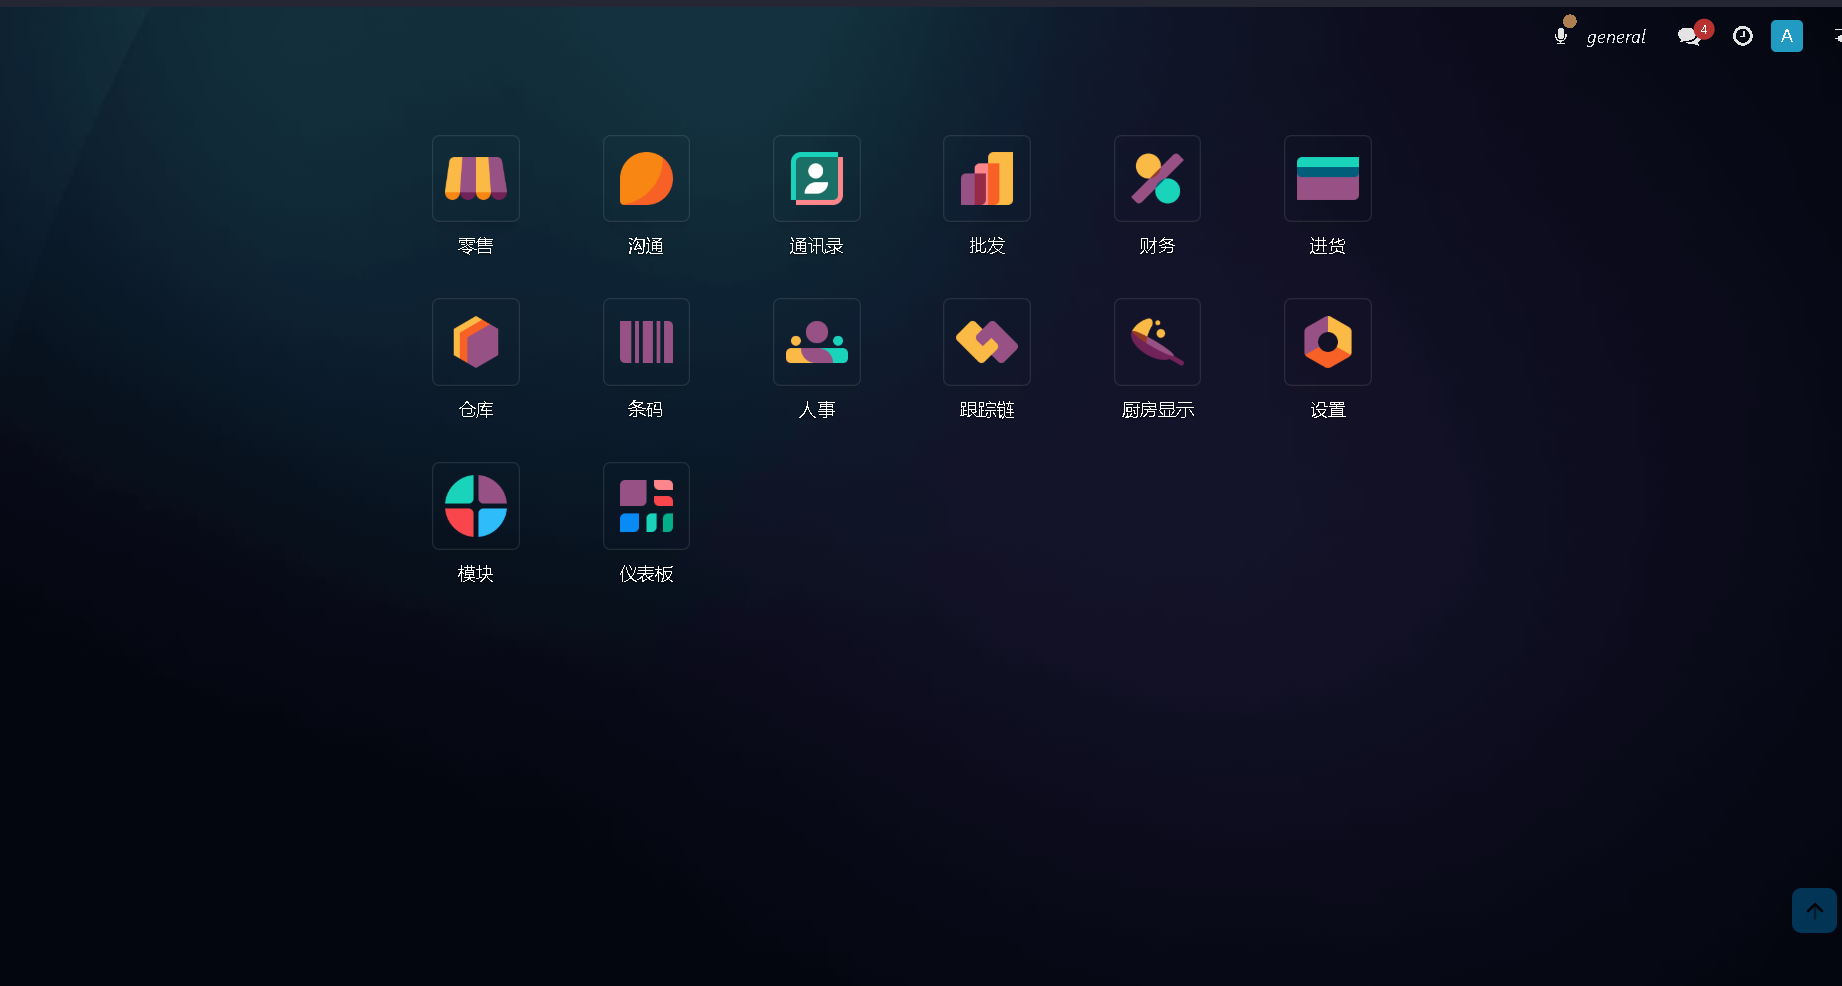 general
4
A
零售 沟通 通讯录 批发 财务 进货
仓库 条码 人事 跟踪链 厨房显示 设置
模块 仪表板